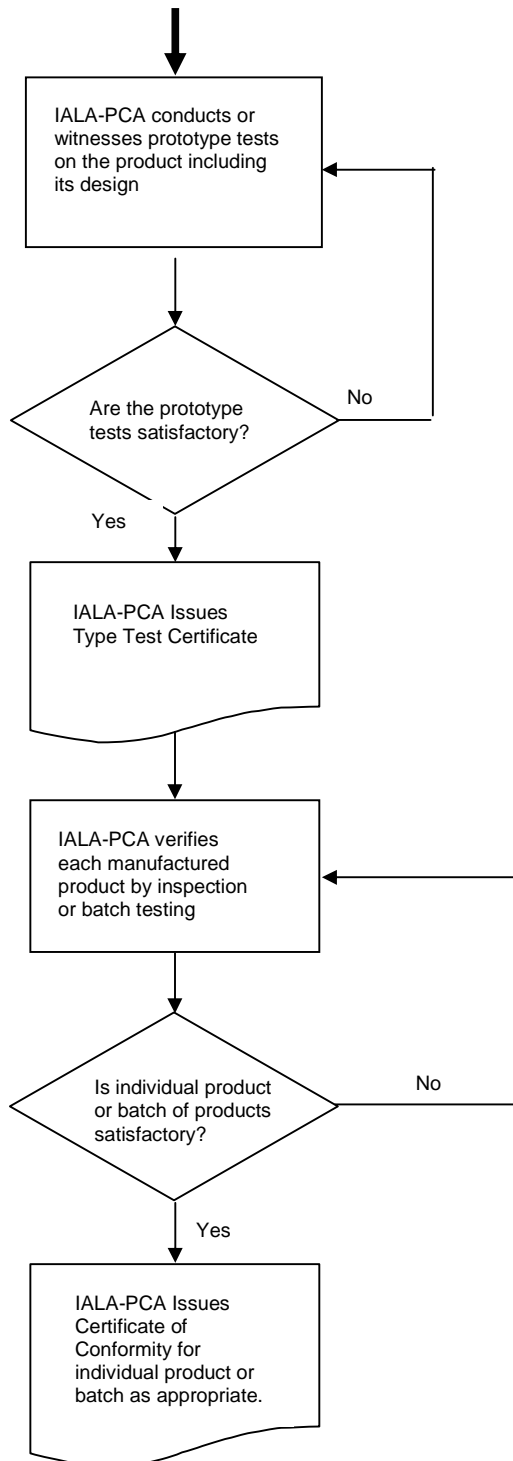 IALA-PCA conducts or
witnesses prototype tests
on the product including
its design
No
Are the prototype
tests satisfactory?
Yes
IALA-PCA Issues
Type Test Certificate
IALA-PCA verifies
each manufactured
product by inspection
or batch testing
Is individual product
or batch of products
satisfactory?
No
Yes
IALA-PCA Issues
Certificate of
Conformity for
individual product or
batch as appropriate.